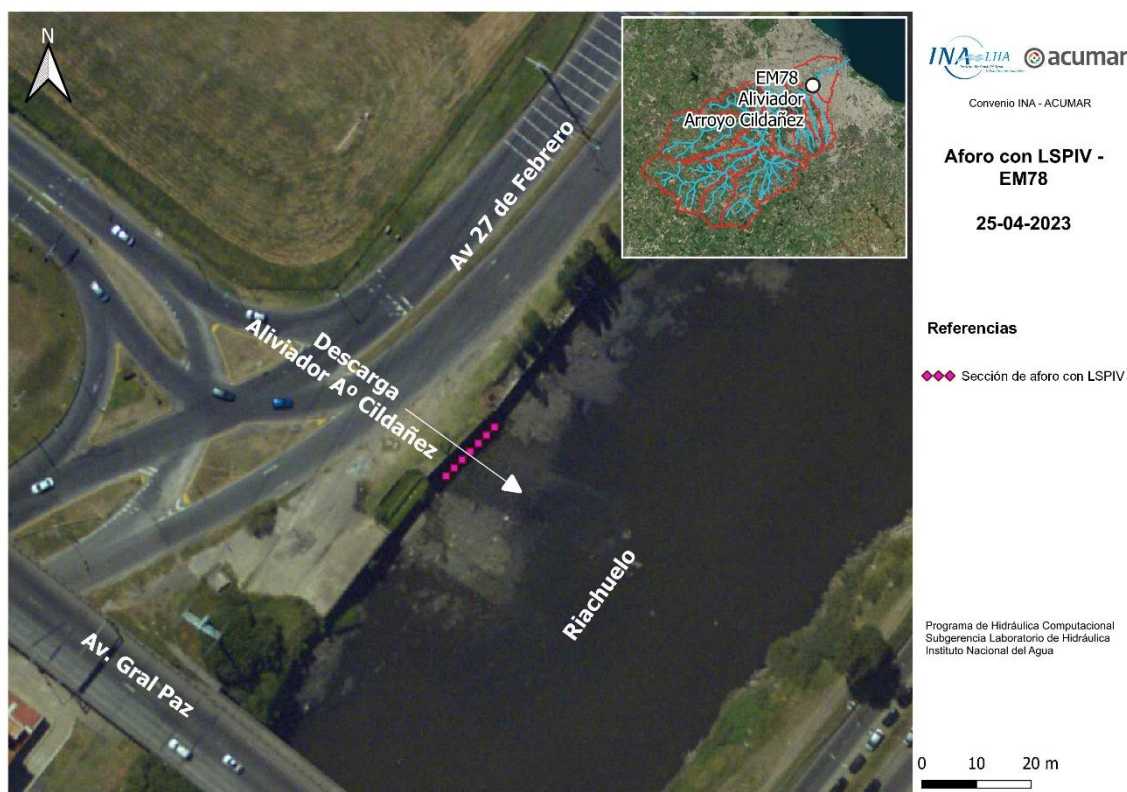 N
EM78
Aliviador
Arroyo Cildañez
Av 27 de Febrero
Descarga
Aliviador Aº Cildañez
Riachuelo
Av. Gral Paz
INA LHA
acumar
Convenio INA - ACUMAR
Aforo con LSPIV -
EM78
25-04-2023
Referencias
Sección de aforo con LSPIV
Programa de Hidráulica Computacional
Subgerencia Laboratorio de Hidráulica
Instituto Nacional del Agua
0 10 20 m